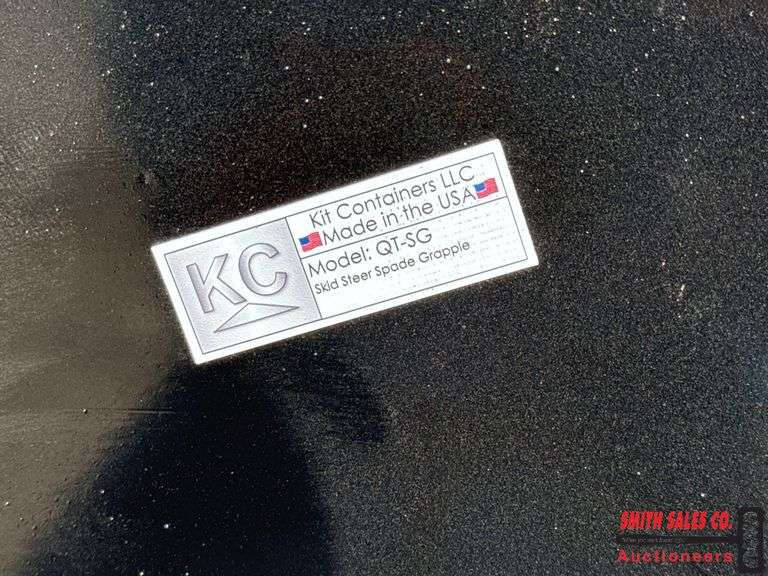 KC
Kit Containers LLC
Made in the USA
Model: QT-SG
Skid Steer Spade Grapple
SMITH SALES CO.
Auctioneers